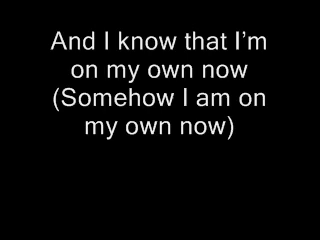 And I know that I’m
on my own now
(Somehow I am on
my own now)